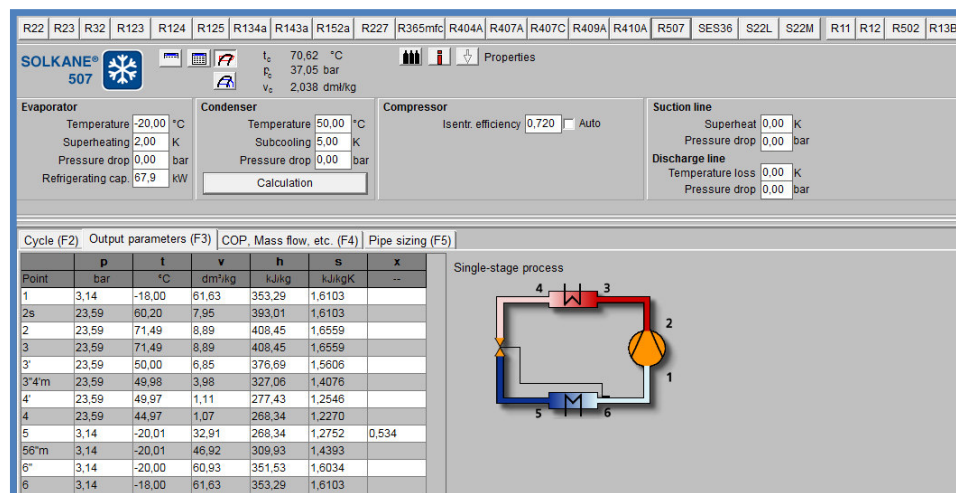 R22 R23 R32 R123 R124 R125 R134a R143a R152a R227 R365mfc R404A R407A R407C R409A R410A R507 SES36 S22L S22M R11 R12 R502 R13B
SOLKANE®
507
tc 70,62 °C
pc 37,05 bar
vc 2,038 dm³/kg
Properties
Evaporator
Temperature -20,00 °C
Superheating 2,00 K
Pressure drop 0,00 bar
Refrigerating cap. 67,9 kW
Condenser
Temperature 50,00 °C
Subcooling 5,00 K
Pressure drop 0,00 bar
Calculation
Compressor
Isentr. efficiency 0,720 Auto
Suction line
Superheat 0,00 K
Pressure drop 0,00 bar
Discharge line
Temperature loss 0,00 K
Pressure drop 0,00 bar
Cycle (F2) Output parameters (F3) COP, Mass flow, etc. (F4) Pipe sizing (F5)
p t v h s x
Point bar °C dm³/kg kJ/kg kJ/kgK --
1 3,14 -18,00 61,63 353,29 1,6103
2s 23,59 60,20 7,95 393,01 1,6103
2 23,59 71,49 8,89 408,45 1,6559
3 23,59 71,49 8,89 408,45 1,6559
3' 23,59 50,00 6,85 376,69 1,5606
3"4'm 23,59 49,98 3,98 327,06 1,4076
4' 23,59 49,97 1,11 277,43 1,2546
4 23,59 44,97 1,07 268,34 1,2270
5 3,14 -20,01 32,91 268,34 1,2752 0,534
56"m 3,14 -20,01 46,92 309,93 1,4393
6" 3,14 -20,00 60,93 351,53 1,6034
6 3,14 -18,00 61,63 353,29 1,6103
Single-stage process
4 3
2
1
5 6